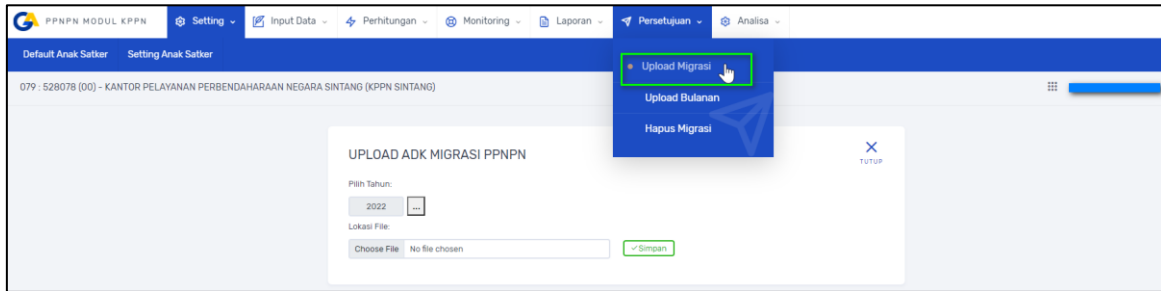 GA PPNPN MODUL KPPN Setting Input Data Perhitungan Monitoring Laporan Persetujuan Analisa
Default Anak Satker Setting Anak Satker
Upload Migrasi
079 : 528078 (00) - KANTOR PELAYANAN PERBENDAHARAAN NEGARA SINTANG (KPPN SINTANG)
Upload Bulanan
Hapus Migrasi
UPLOAD ADK MIGRASI PPNPN
TUTUP
Pilih Tahun:
2022 ...
Lokasi File:
Choose File No file chosen Simpan